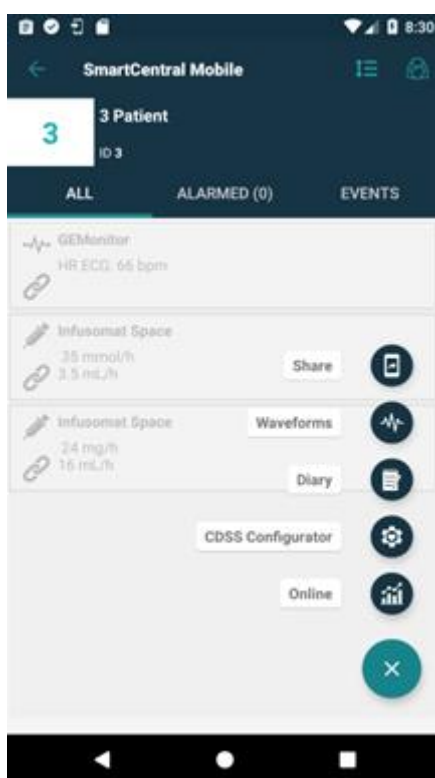 8:30
SmartCentral Mobile
3
3 Patient
ID 3
ALL
ALARMED (0)
EVENTS
GEMonitor
HR ECG. 66 bpm
Infusomat Space
35 mmol/h
3.5 mL/h
Share
Infusomat Space
24 mg/h
16 mL/h
Waveforms
Diary
CDSS Configurator
Online